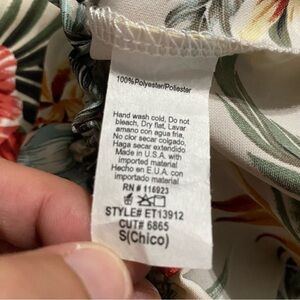 100%Polyester/Poliester
Hand wash cold, Do not
bleach, Dry flat, Lavar
amano con agua fria,
No clor secar colgado,
Haga secar extendido
Made in U.S.A. with
imported material
Hecho en E.U.A. con
importado material
RN # 116923
STYLE# ET13912
CUT# 6865
S(Chico)